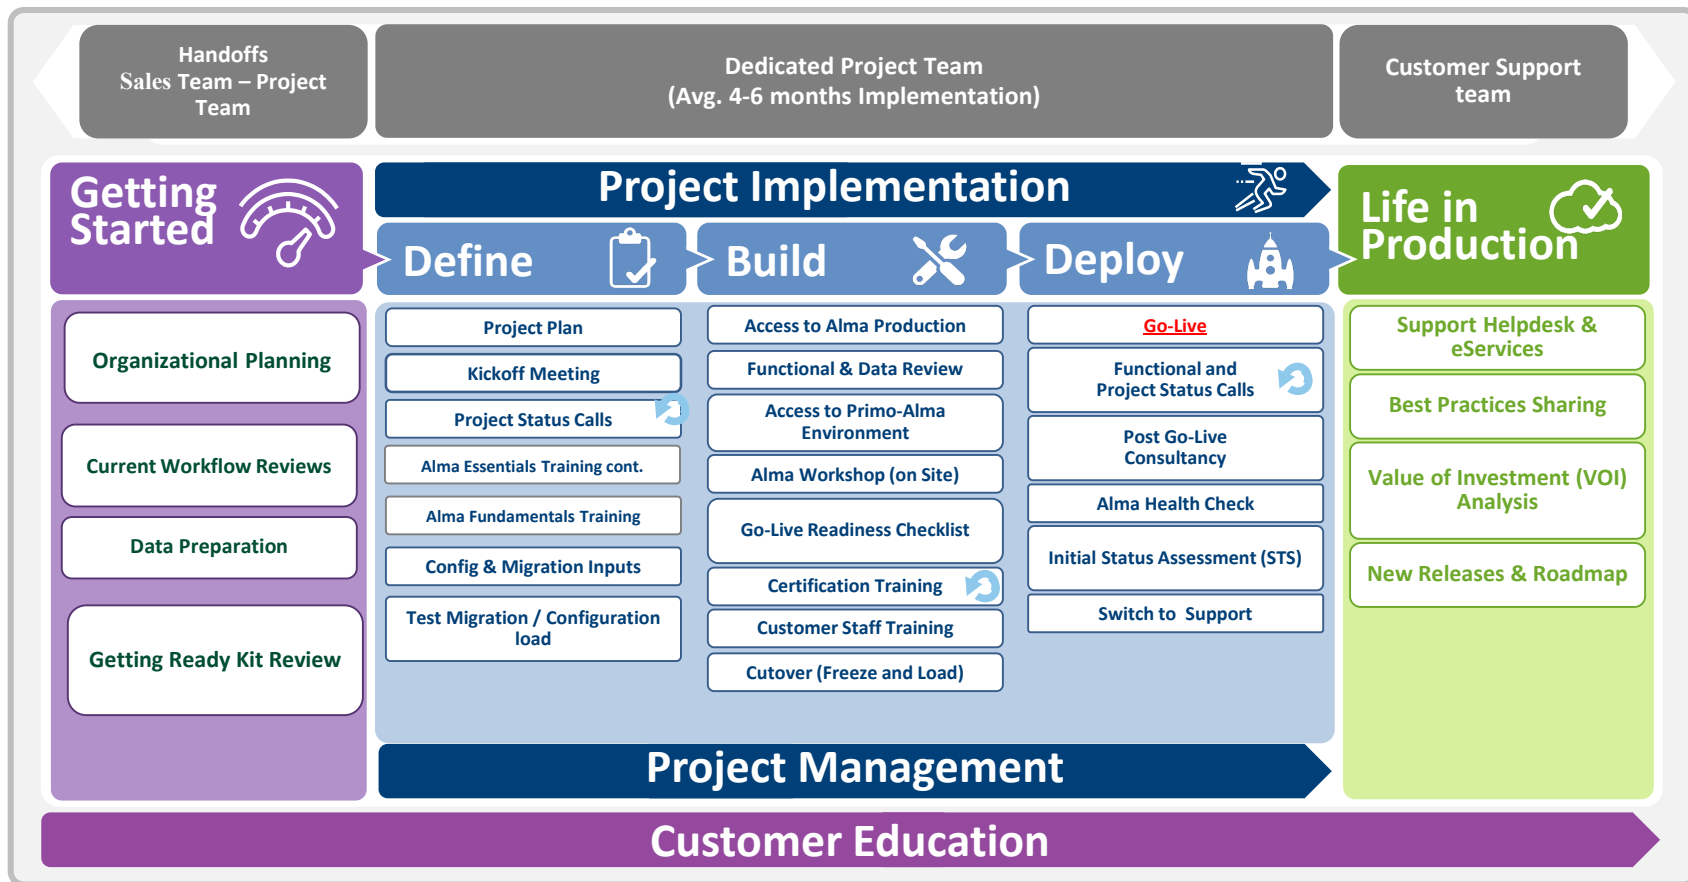 Handoffs
Sales Team – Project
Team
Dedicated Project Team
(Avg. 4-6 months Implementation)
Customer Support
team
Getting
Started
Project Implementation
Life in
Production
Define
Build
Deploy
Organizational Planning
Current Workflow Reviews
Data Preparation
Getting Ready Kit Review
Project Plan
Kickoff Meeting
Project Status Calls
Alma Essentials Training cont.
Alma Fundamentals Training
Config & Migration Inputs
Test Migration / Configuration
load
Access to Alma Production
Functional & Data Review
Access to Primo-Alma
Environment
Alma Workshop (on Site)
Go-Live Readiness Checklist
Certification Training
Customer Staff Training
Cutover (Freeze and Load)
Go-Live
Functional and
Project Status Calls
Post Go-Live
Consultancy
Alma Health Check
Initial Status Assessment (STS)
Switch to Support
Support Helpdesk &
eServices
Best Practices Sharing
Value of Investment (VOI)
Analysis
New Releases & Roadmap
Project Management
Customer Education